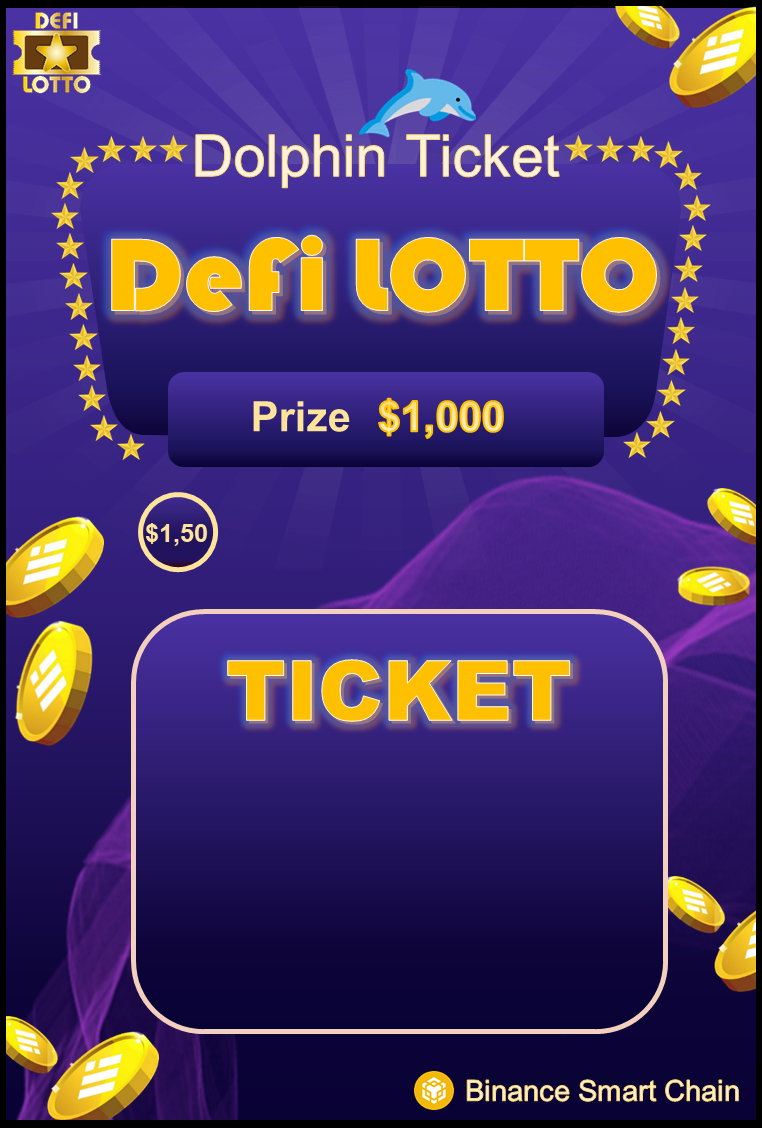 DEFI
LOTTO
Dolphin Ticket
DeFi LOTTO
Prize $1,000
$1,50
TICKET
Binance Smart Chain